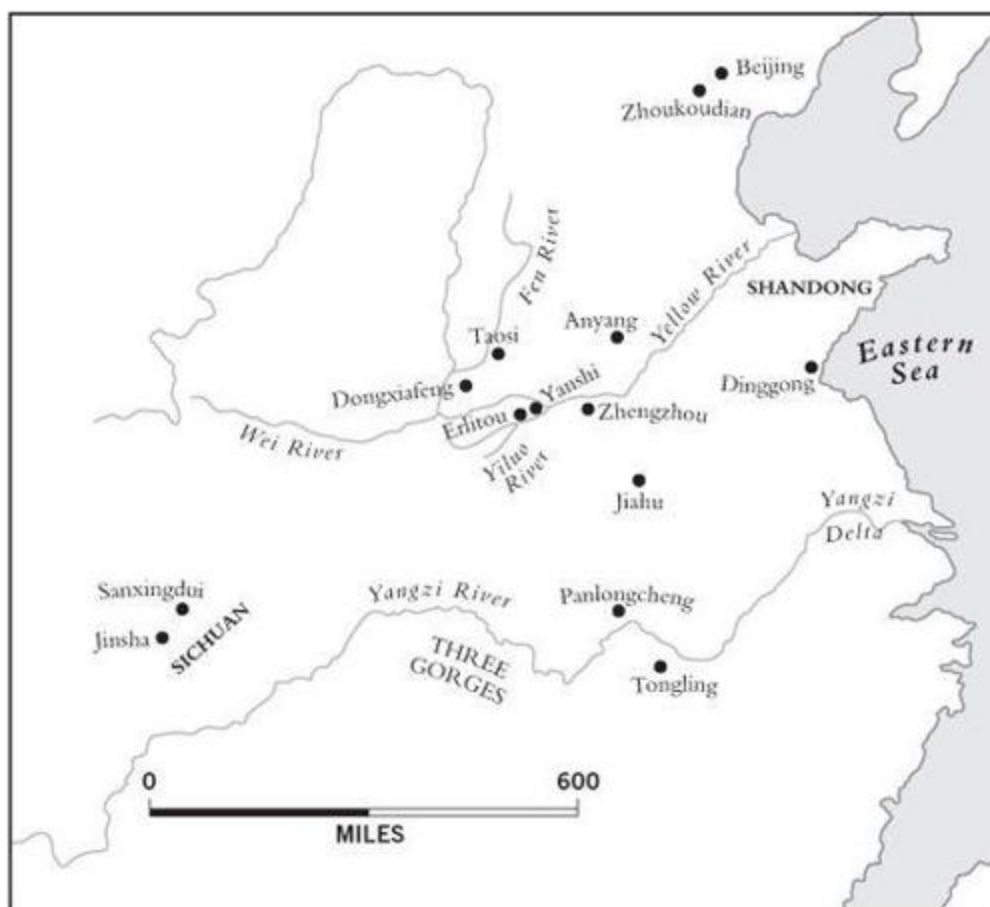 Beijing
Zhoukoudian
Fen River
Yellow River
SHANDONG
Anyang
Taosi
Eastern
Sea
Dongxiafeng
Yanshi
Dinggong
Erlitou
Zhengzhou
Wei River
Yiluo
River
Jiahu
Yangzi
Delta
Sanxingdui
Yangzi River
Panlongcheng
Jinsha
SICHUAN
THREE
GORGES
Tongling
0 600
MILES